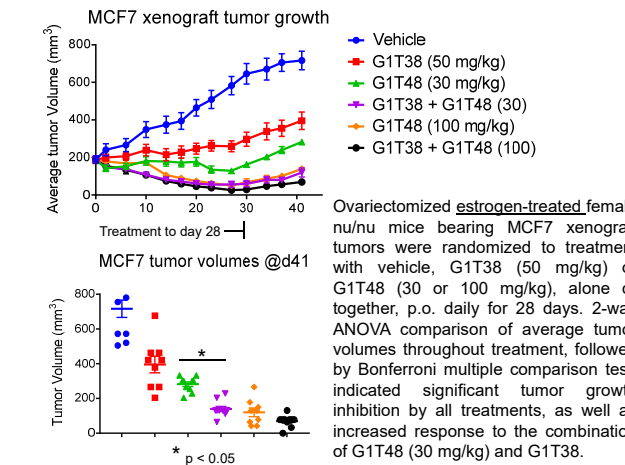 MCF7 xenograft tumor growth
Average tumor Volume (mm³)
800
600
400
200
0
0
10
20
30
40
Treatment to day 28
Vehicle
G1T38 (50 mg/kg)
G1T48 (30 mg/kg)
G1T38 + G1T48 (30)
G1T48 (100 mg/kg)
G1T38 + G1T48 (100)
MCF7 tumor volumes @d41
Tumor Volume (mm³)
800
600
400
200
0
*
* p < 0.05
Ovariectomized estrogen-treated femal
nu/nu mice bearing MCF7 xenogra
tumors were randomized to treatmen
with vehicle, G1T38 (50 mg/kg) o
G1T48 (30 or 100 mg/kg), alone o
together, p.o. daily for 28 days. 2-wa
ANOVA comparison of average tumo
volumes throughout treatment, followe
by Bonferroni multiple comparison tes
indicated significant tumor growt
inhibition by all treatments, as well a
increased response to the combinatio
of G1T48 (30 mg/kg) and G1T38.